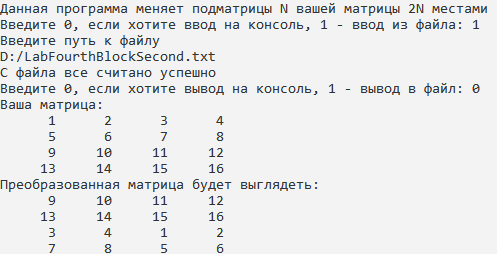 Данная программа меняет подматрицы N вашей матрицы 2N местами
Введите 0, если хотите ввод на консоль, 1 - ввод из файла: 1
Введите путь к файлу
D:/LabFourthBlockSecond.txt
С файла все считано успешно
Введите 0, если хотите вывод на консоль, 1 - вывод в файл: 0
Ваша матрица:
1 2 3 4
5 6 7 8
9 10 11 12
13 14 15 16
Преобразованная матрица будет выглядеть:
9 10 11 12
13 14 15 16
3 4 1 2
7 8 5 6